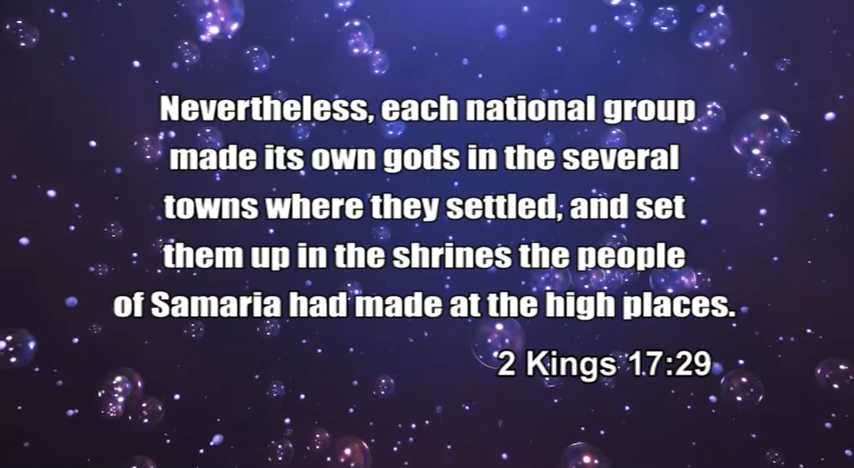 Nevertheless, each national group
made its own gods in the several
towns where they settled, and set
them up in the shrines the people
of Samaria had made at the high places.
2 Kings 17:29